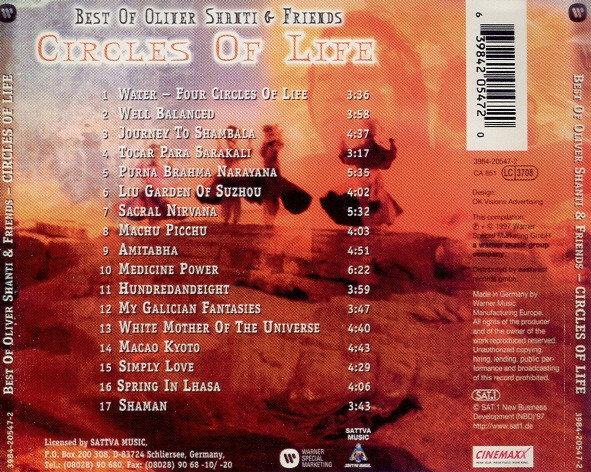 Best Of Oliver Shanti & Friends
Circles Of Life
1 Water – Four Circles Of Life 3:36
2 Well Balanced 3:58
3 Journey To Shambala 4:37
4 Tocar Para Sarakali 3:17
5 Purna Brahma Narayana 5:35
6 Liu Garden Of Suzhou 4:02
7 Sacral Nirvana 5:32
8 Machu Picchu 4:03
9 Amitabha 4:51
10 Medicine Power 6:22
11 Hundredandeight 3:59
12 My Galician Fantasies 3:47
13 White Mother Of The Universe 4:40
14 Macao Kyoto 4:43
15 Simply Love 4:29
16 Spring In Lhasa 4:06
17 Shaman 3:43
Licensed by SATTVA MUSIC,
P.O. Box 200 308, D-83724 Schliersee, Germany,
Tel.: (08028) 90 680, Fax: (08028) 90 68 -10/ -20
WARNER
SPECIAL
MARKETING
SATTVA
MUSIC
6 39842 05472 0
3984-20547-2
CA 851 LC 3708
Design:
OK Visions Advertising
This compilation
℗ + © 1997 Warner
Special Marketing GmbH
a warner music group
company
Distributed by eastwest
records gmbh.
Made in Germany by
Warner Music
Manufacturing Europe.
All rights of the producer
and of the owner of the
work reproduced reserved.
Unauthorized copying,
hiring, lending, public per-
formance and broadcasting
of this record prohibited.
SAT.1
© SAT.1 New Business
Development (NBD)'97
http://www.sat1.de
CINEMAXX
Best Of Oliver Shanti & Friends – CIRCLES OF LIFE
3984-20547-2
Best Of Oliver Shanti & Friends – CIRCLES OF LIFE
3984-20547-2